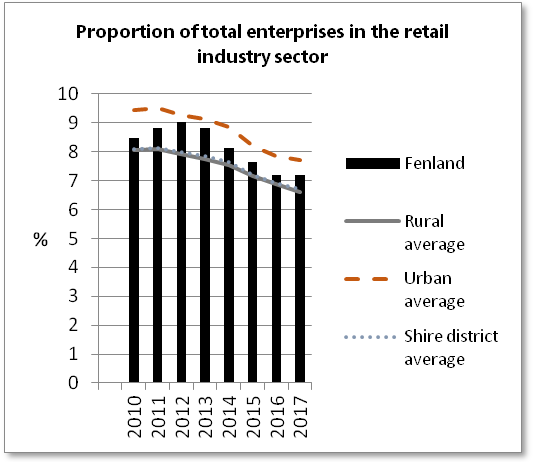 Proportion of total enterprises in the retail
industry sector
10
9
8
7
6
5
4
3
2
1
0
%
2010
2011
2012
2013
2014
2015
2016
2017
Fenland
Rural
average
Urban
average
Shire district
average